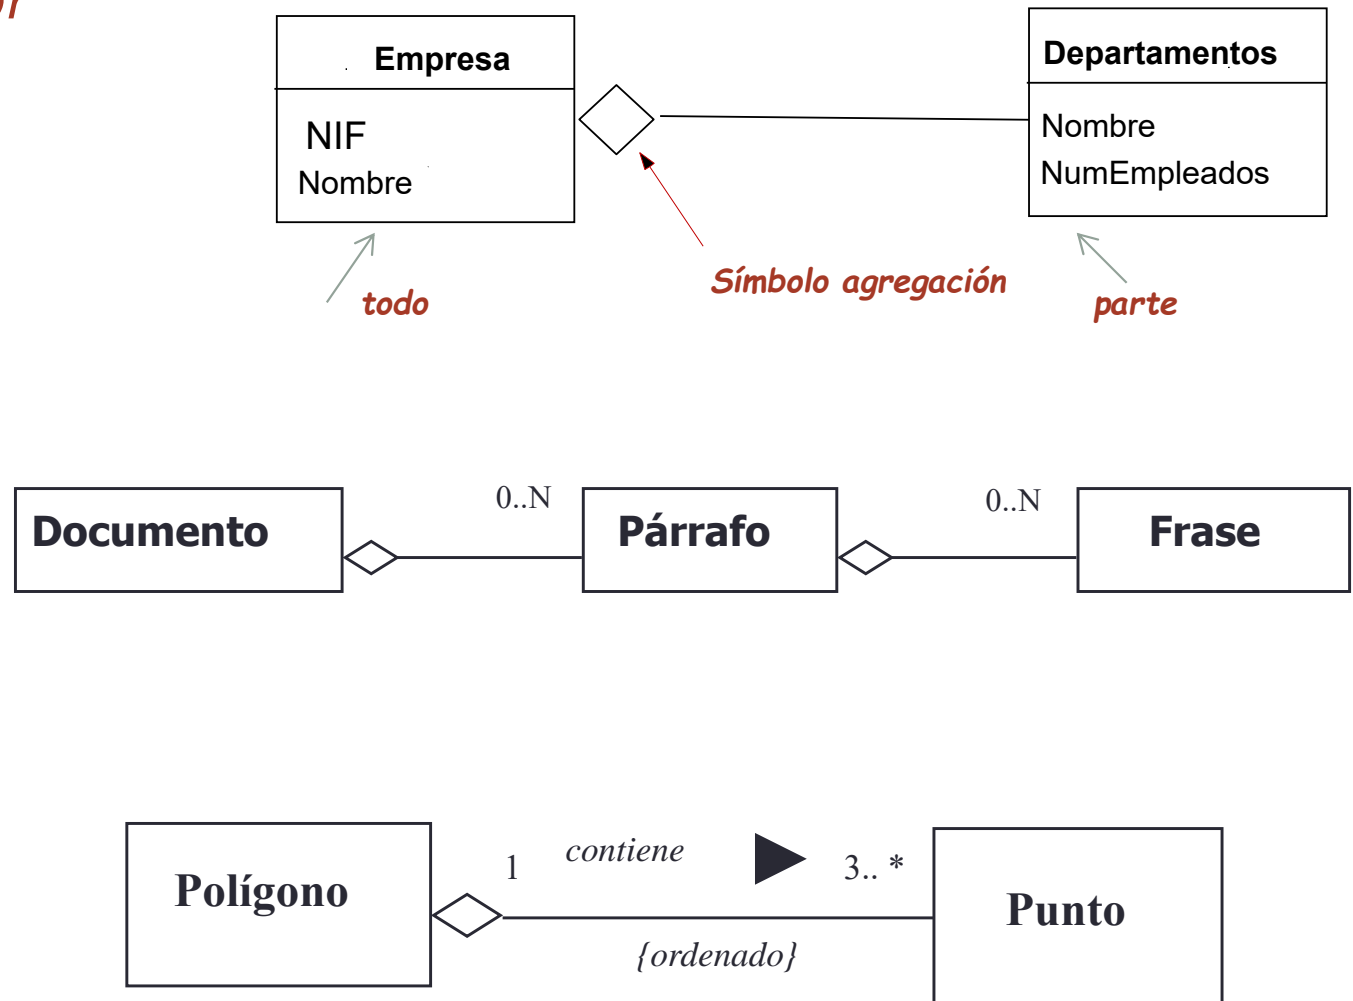 Empresa
Departamentos
NIF
Nombre
Nombre
NumEmpleados
Símbolo agregación
todo
parte
0..N
0..N
Documento
Párrafo
Frase
Polígono
1
contiene
3.. *
Punto
{ordenado}